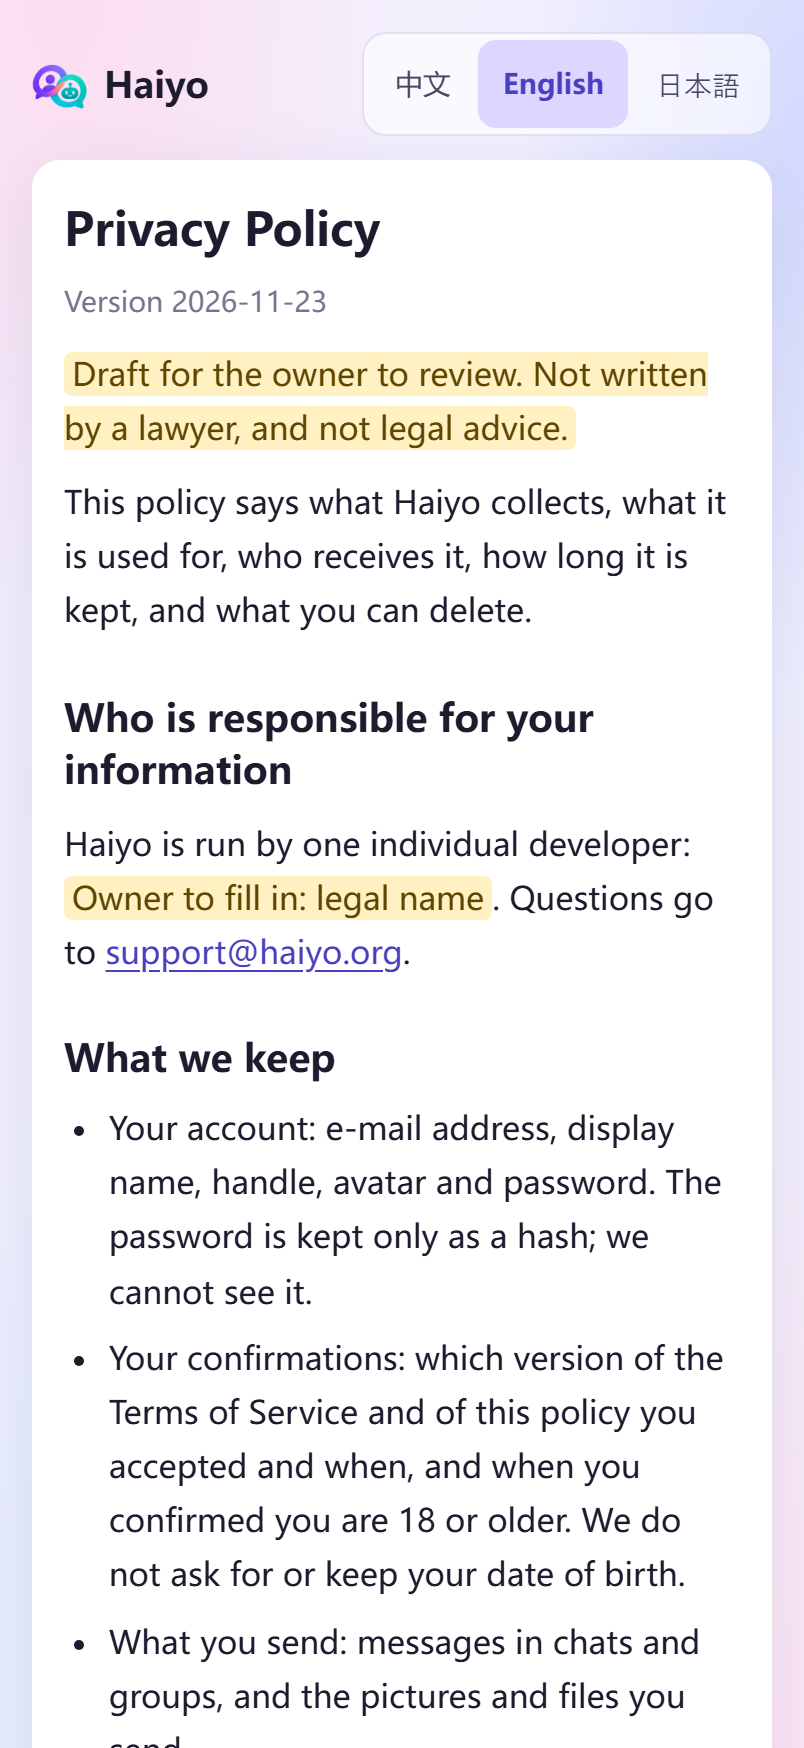 Haiyo
中文
English
日本語
Privacy Policy
Version 2026-11-23
Draft for the owner to review. Not written
by a lawyer, and not legal advice.
This policy says what Haiyo collects, what it
is used for, who receives it, how long it is
kept, and what you can delete.
Who is responsible for your
information
Haiyo is run by one individual developer:
Owner to fill in: legal name. Questions go
to support@haiyo.org.
What we keep
• Your account: e-mail address, display
name, handle, avatar and password. The
password is kept only as a hash; we
cannot see it.
• Your confirmations: which version of the
Terms of Service and of this policy you
accepted and when, and when you
confirmed you are 18 or older. We do
not ask for or keep your date of birth.
• What you send: messages in chats and
groups, and the pictures and files you
send